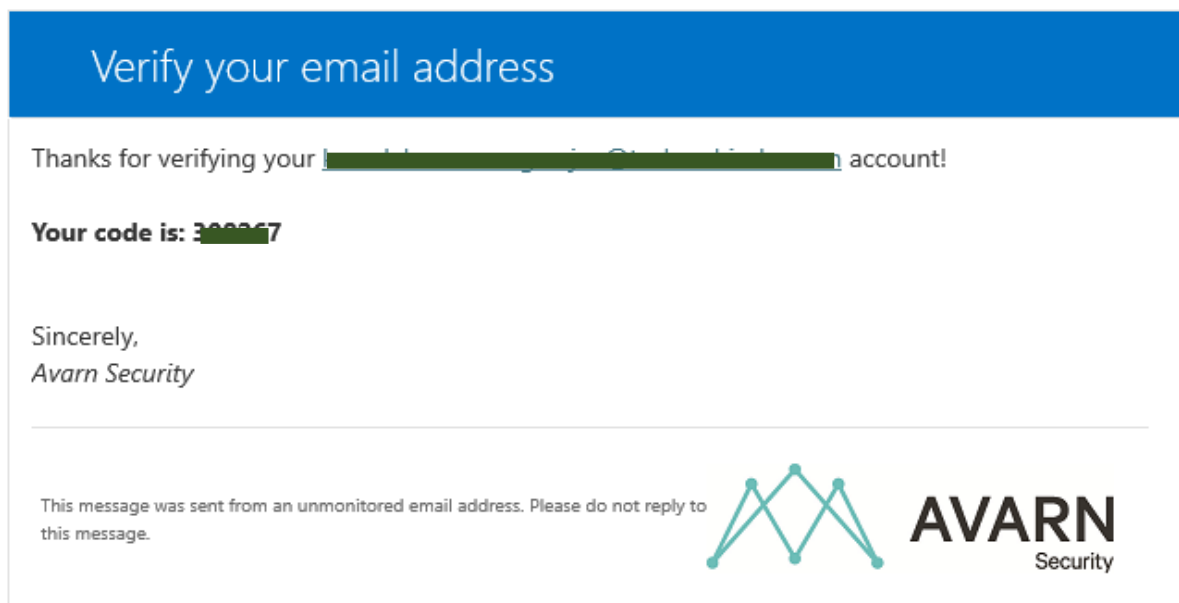 Verify your email address
Thanks for verifying your account!
Your code is:
Sincerely,
Avarn Security
This message was sent from an unmonitored email address. Please do not reply to
this message.
AVARN
Security